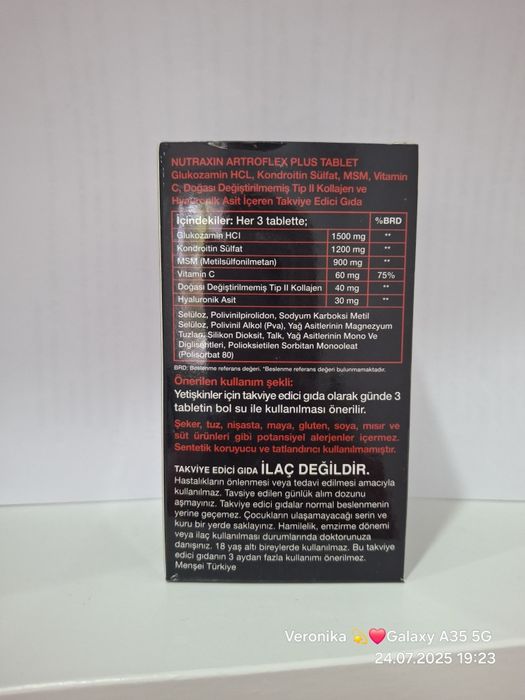 NUTRAXIN ARTROFLEX PLUS TABLET
Glukozamin HCL, Kondroitin Sülfat, MSM, Vitamin
C, Doğası Değiştirilmemiş Tip II Kollajen ve
Hyaluronik Asit İçeren Takviye Edici Gıda
İçindekiler: Her 3 tablette; %BRD
Glukozamin HCl 1500 mg **
Kondroitin Sülfat 1200 mg **
MSM (Metilsülfonilmetan) 900 mg **
Vitamin C 60 mg 75%
Doğası Değiştirilmemiş Tip II Kollajen 40 mg **
Hyaluronik Asit 30 mg **
Selüloz, Polivinilpirolidon, Sodyum Karboksi Metil
Selüloz, Polivinil Alkol (Pva), Yağ Asitlerinin Magnezyum
Tuzları, Silikon Dioksit, Talk, Yağ Asitlerinin Mono Ve
Digliseritleri, Polioksietilen Sorbitan Monooleat
(Polisorbat 80)
BRD: Beslenme referans değeri. *Beslenme referans değeri bulunmamaktadır.
Önerilen kullanım şekli:
Yetişkinler için takviye edici gıda olarak günde 3
tabletin bol su ile kullanılması önerilir.
Şeker, tuz, nişasta, maya, gluten, soya, mısır ve
süt ürünleri gibi potansiyel alerjenler içermez.
Sentetik koruyucu ve tatlandırıcı kullanılmamıştır.
TAKVİYE EDİCİ GIDA İLAÇ DEĞİLDİR.
Hastalıkların önlenmesi veya tedavi edilmesi amacıyla
kullanılmaz. Tavsiye edilen günlük alım dozunu
aşmayınız. Takviye edici gıdalar normal beslenmenin
yerine geçemez. Çocukların ulaşamayacağı serin ve
kuru bir yerde saklayınız. Hamilelik, emzirme dönemi
veya ilaç kullanılması durumlarında doktorunuza
danışınız. 18 yaş altı bireylerde kullanılmaz. Bu takviye
edici gıdanın 3 aydan fazla kullanımı önerilmez.
Menşei Türkiye
Veronika 💫❤️Galaxy A35 5G
24.07.2025 19:23